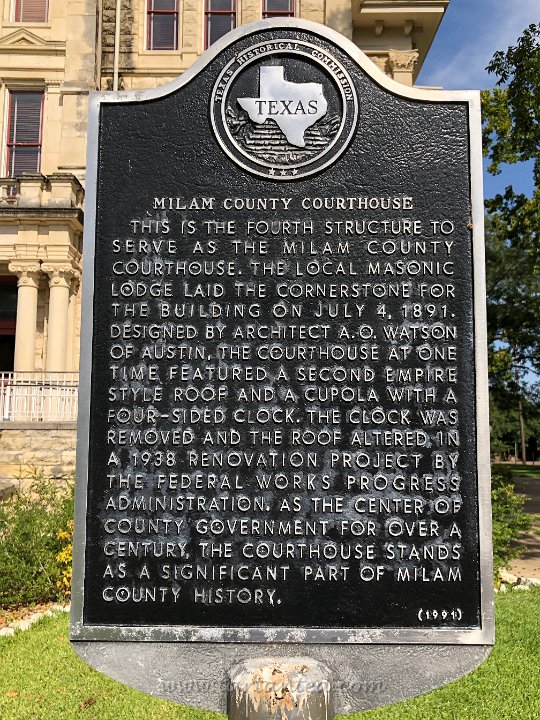 TEXAS HISTORICAL COMMISSION
TEXAS
MILAM COUNTY COURTHOUSE
THIS IS THE FOURTH STRUCTURE TO
SERVE AS THE MILAM COUNTY
COURTHOUSE. THE LOCAL MASONIC
LODGE LAID THE CORNERSTONE FOR
THE BUILDING ON JULY 4, 1891.
DESIGNED BY ARCHITECT A.O. WATSON
OF AUSTIN, THE COURTHOUSE AT ONE
TIME FEATURED A SECOND EMPIRE
STYLE ROOF AND A CUPOLA WITH A
FOUR-SIDED CLOCK. THE CLOCK WAS
REMOVED AND THE ROOF ALTERED IN
A 1938 RENOVATION PROJECT BY
THE FEDERAL WORKS PROGRESS
ADMINISTRATION. AS THE CENTER OF
COUNTY GOVERNMENT FOR OVER A
CENTURY, THE COURTHOUSE STANDS
AS A SIGNIFICANT PART OF MILAM
COUNTY HISTORY.
(1991)